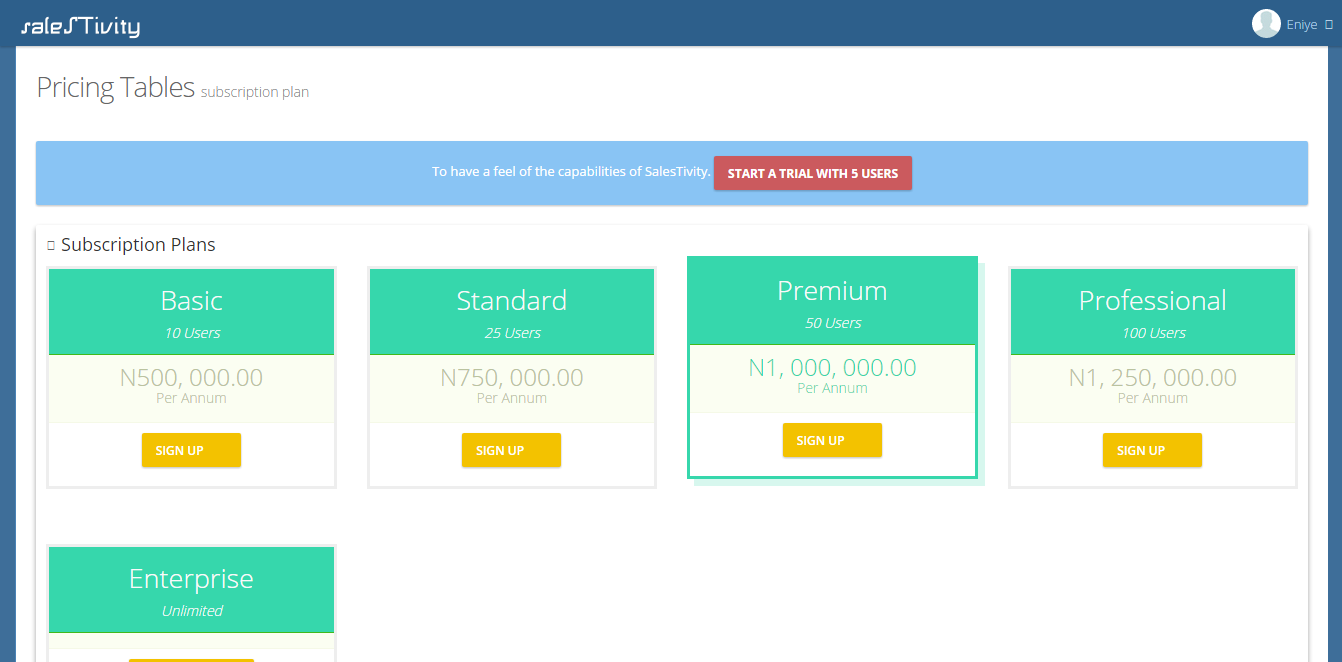 saleSTivity
Eniye
Pricing Tables subscription plan
To have a feel of the capabilities of SalesTivity. START A TRIAL WITH 5 USERS
Subscription Plans
Basic
10 Users
N500, 000.00
Per Annum
SIGN UP
Standard
25 Users
N750, 000.00
Per Annum
SIGN UP
Premium
50 Users
N1, 000, 000.00
Per Annum
SIGN UP
Professional
100 Users
N1, 250, 000.00
Per Annum
SIGN UP
Enterprise
Unlimited